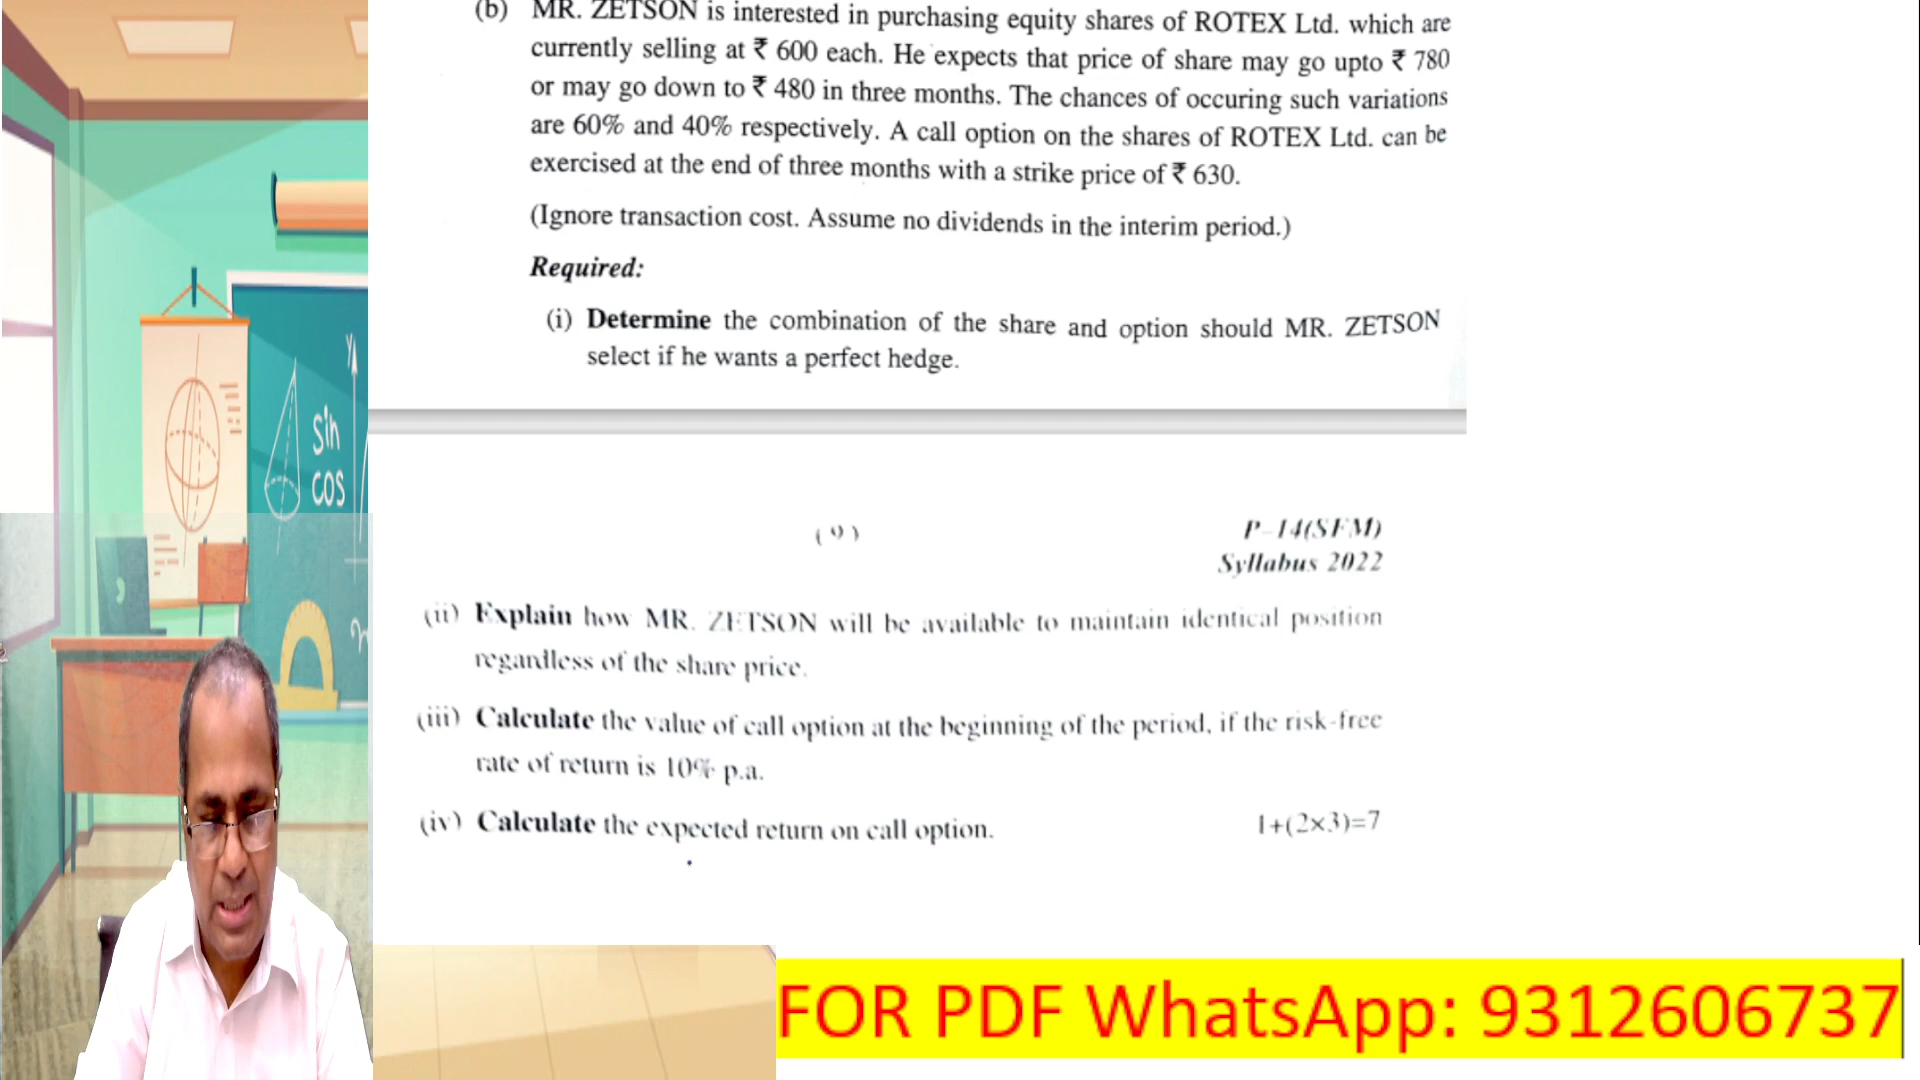 (b) MR. ZETSON is interested in purchasing equity shares of ROTEX Ltd. which are
currently selling at ₹ 600 each. He expects that price of share may go upto ₹ 780
or may go down to ₹ 480 in three months. The chances of occuring such variations
are 60% and 40% respectively. A call option on the shares of ROTEX Ltd. can be
exercised at the end of three months with a strike price of ₹ 630.
(Ignore transaction cost. Assume no dividends in the interim period.)
Required:
(i) Determine the combination of the share and option should MR. ZETSON
select if he wants a perfect hedge.
sin
cos
y
(9)
P-14(SFM)
Syllabus 2022
(ii) Explain how MR. ZETSON will be available to maintain identical position
regardless of the share price.
(iii) Calculate the value of call option at the beginning of the period, if the risk-free
rate of return is 10% p.a.
(iv) Calculate the expected return on call option.
1+(2×3)=7
FOR PDF WhatsApp: 9312606737